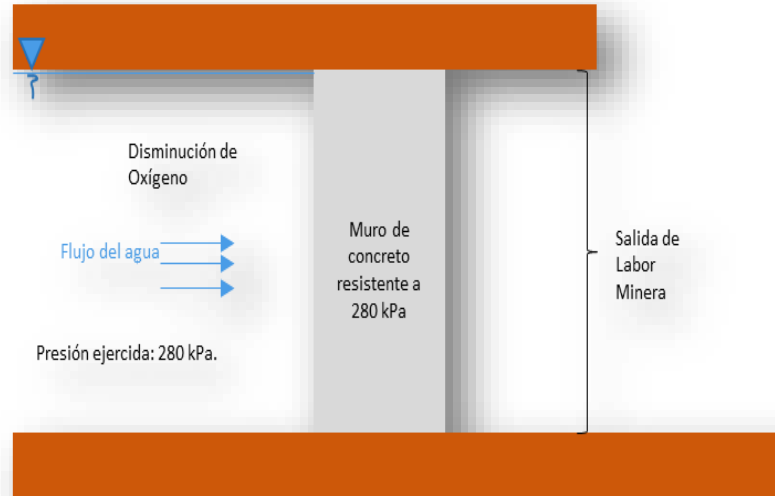 Disminución de
Oxígeno
Flujo del agua
Presión ejercida: 280 kPa.
Muro de
concreto
resistente a
280 kPa
Salida de
Labor
Minera